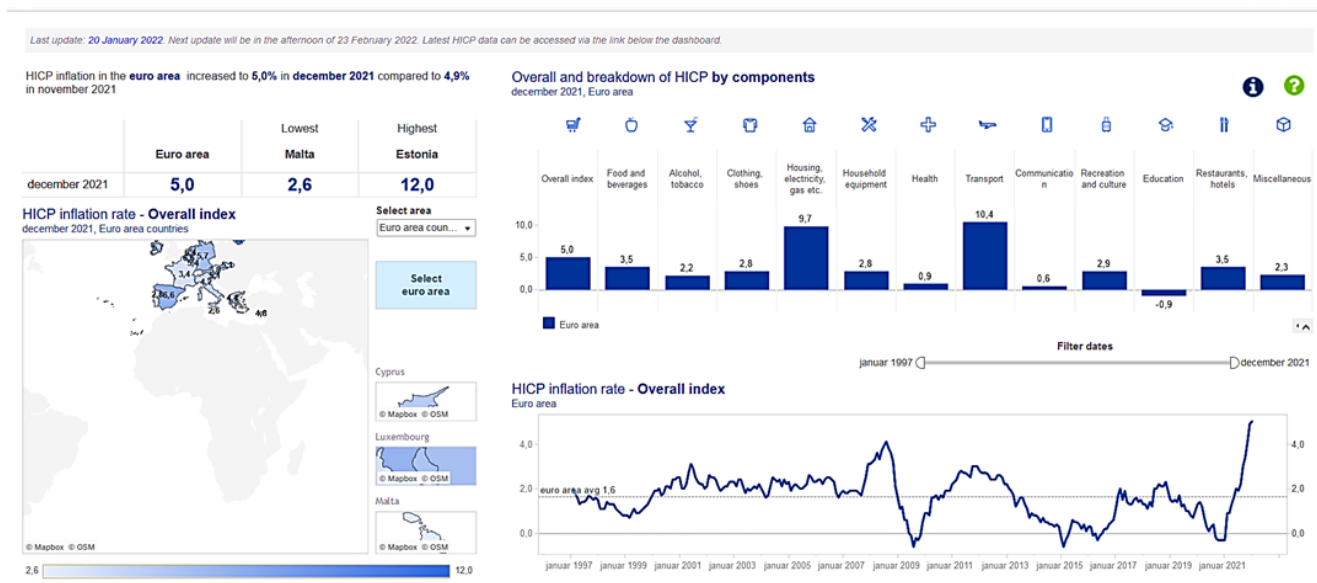 Last update: 20 January 2022. Next update will be in the afternoon of 23 February 2022. Latest HICP data can be accessed via the link below the dashboard.
HICP inflation in the euro area increased to 5,0% in december 2021 compared to 4,9%
in november 2021
Lowest Highest
Euro area Malta Estonia
december 2021 5,0 2,6 12,0
HICP inflation rate - Overall index
december 2021, Euro area countries
Select area
Euro area coun...
Select
euro area
5,7
3,4
6,6
2,6
4,6
Cyprus
© Mapbox © OSM
Luxembourg
© Mapbox © OSM
Malta
© Mapbox © OSM
© Mapbox © OSM
2,6 12,0
Overall and breakdown of HICP by components
december 2021, Euro area
Overall index
Food and
beverages
Alcohol,
tobacco
Clothing,
shoes
Housing,
electricity,
gas etc.
Household
equipment
Health
Transport
Communicatio
n
Recreation
and culture
Education
Restaurants,
hotels
Miscellaneous
10,0
5,0
0,0
5,0 3,5 2,2 2,8 9,7 2,8 0,9 10,4 0,6 2,9 -0,9 3,5 2,3
Euro area
Filter dates
januar 1997 december 2021
HICP inflation rate - Overall index
Euro area
4,0 4,0
euro area avg 1,6
2,0 2,0
0,0 0,0
januar 1997 januar 1999 januar 2001 januar 2003 januar 2005 januar 2007 januar 2009 januar 2011 januar 2013 januar 2015 januar 2017 januar 2019 januar 2021